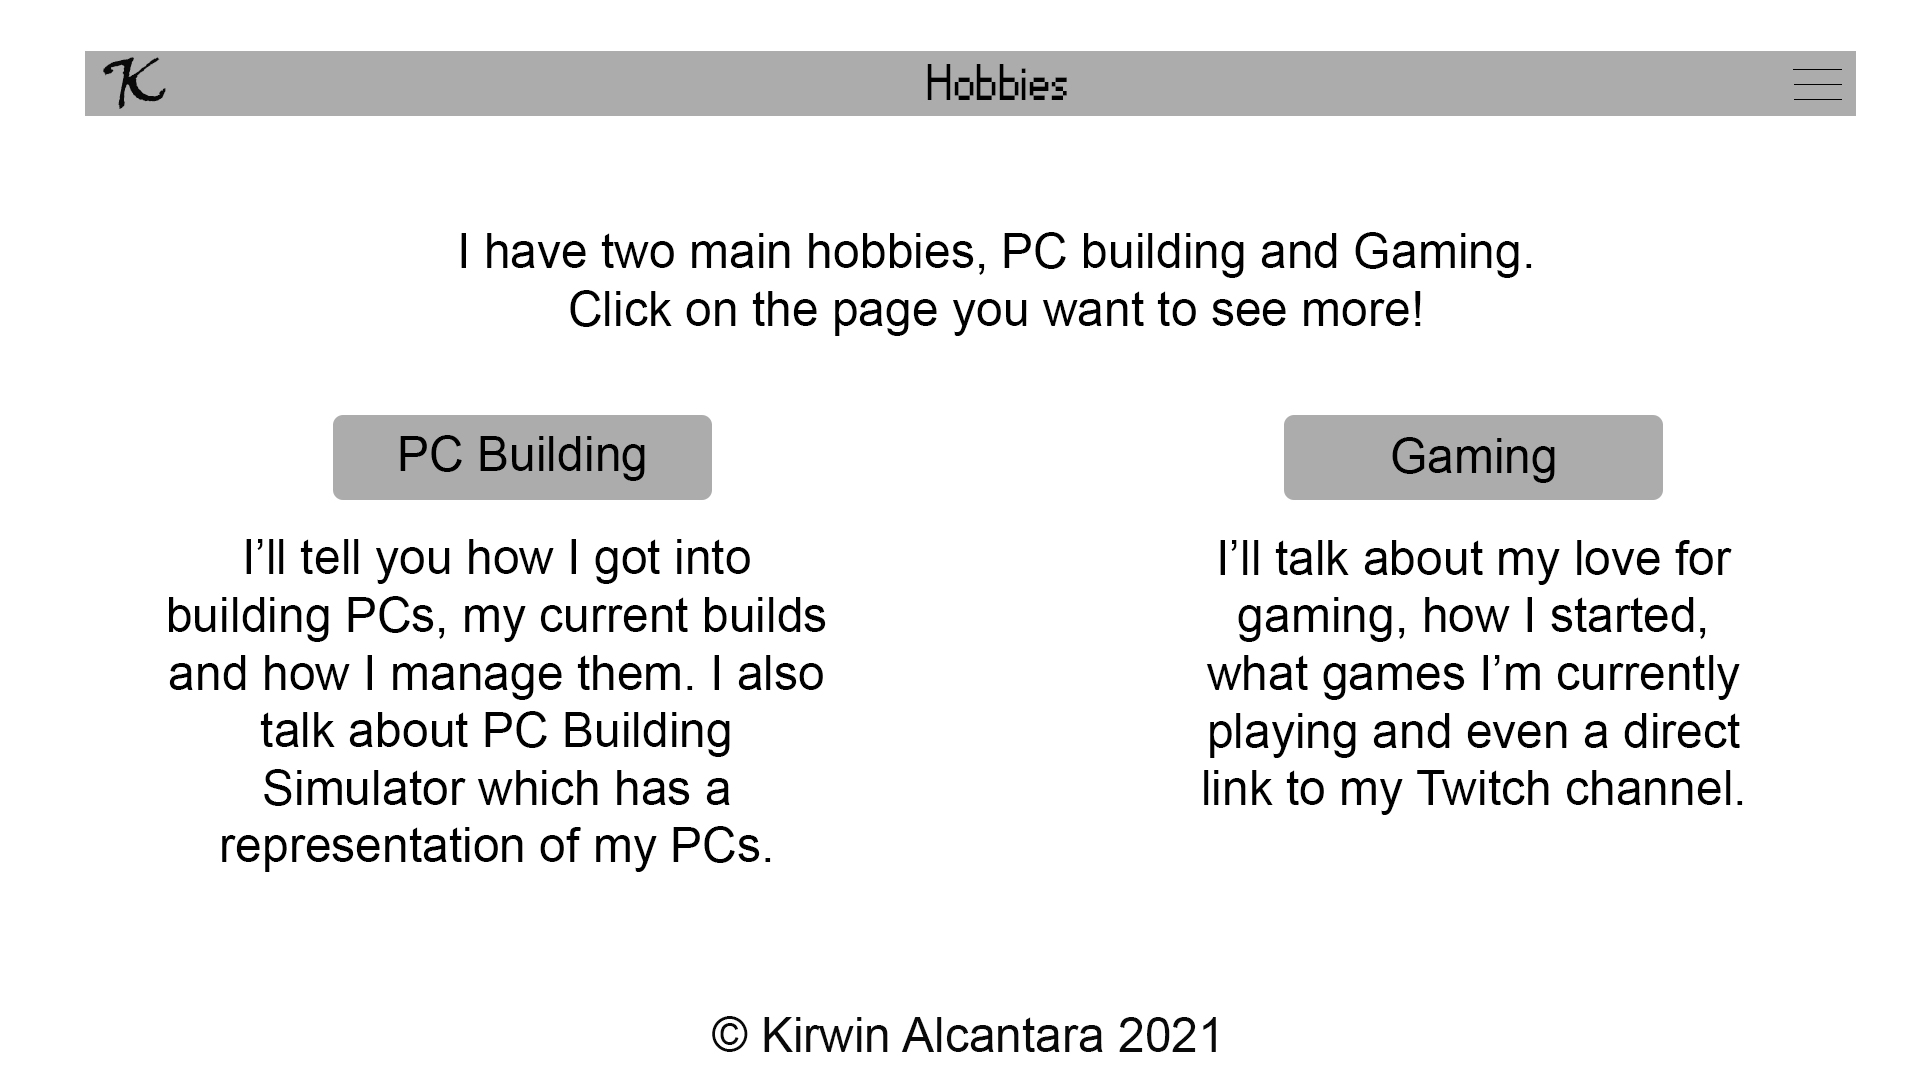 K
Hobbies
I have two main hobbies, PC building and Gaming.
Click on the page you want to see more!
PC Building
I’ll tell you how I got into
building PCs, my current builds
and how I manage them. I also
talk about PC Building
Simulator which has a
representation of my PCs.
Gaming
I’ll talk about my love for
gaming, how I started,
what games I’m currently
playing and even a direct
link to my Twitch channel.
© Kirwin Alcantara 2021